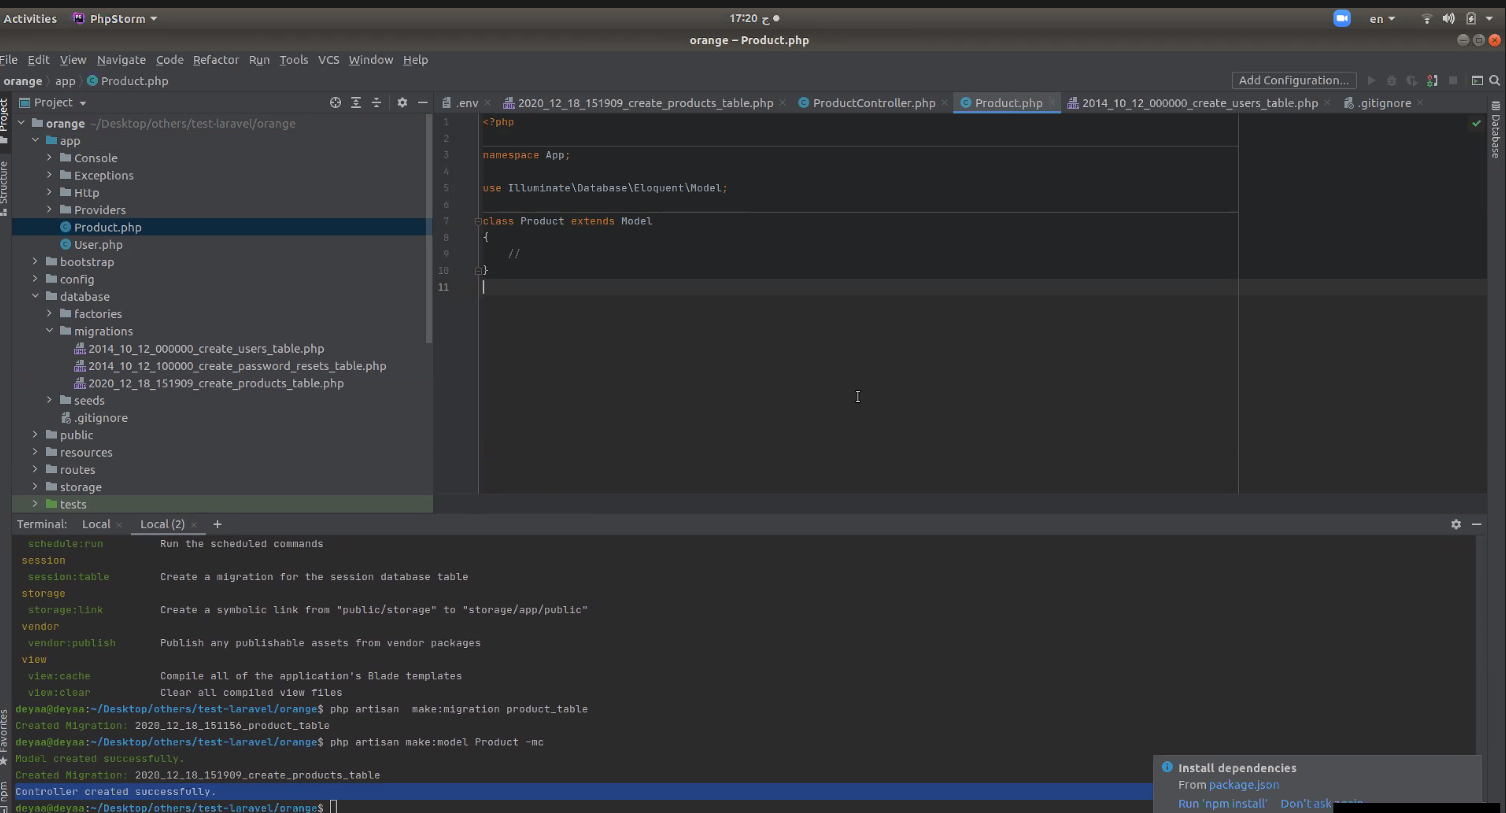 Activities PhpStorm 17:20 ح en
orange – Product.php
File Edit View Navigate Code Refactor Run Tools VCS Window Help
orange app Product.php Add Configuration...
Project .env 2020_12_18_151909_create_products_table.php ProductController.php Product.php 2014_10_12_000000_create_users_table.php .gitignore
Project
Structure
Favorites
npm
Database
orange ~/Desktop/others/test-laravel/orange
app
Console
Exceptions
Http
Providers
Product.php
User.php
bootstrap
config
database
factories
migrations
2014_10_12_000000_create_users_table.php
2014_10_12_100000_create_password_resets_table.php
2020_12_18_151909_create_products_table.php
seeds
.gitignore
public
resources
routes
storage
tests
1 <?php
2
3 namespace App;
4
5 use Illuminate\Database\Eloquent\Model;
6
7 class Product extends Model
8 {
9 //
10 }
11
Terminal: Local Local (2) +
schedule:run Run the scheduled commands
session
session:table Create a migration for the session database table
storage
storage:link Create a symbolic link from "public/storage" to "storage/app/public"
vendor
vendor:publish Publish any publishable assets from vendor packages
view
view:cache Compile all of the application's Blade templates
view:clear Clear all compiled view files
deyaa@deyaa:~/Desktop/others/test-laravel/orange$ php artisan  make:migration product_table
Created Migration: 2020_12_18_151156_product_table
deyaa@deyaa:~/Desktop/others/test-laravel/orange$ php artisan make:model Product -mc
Model created successfully.
Created Migration: 2020_12_18_151909_create_products_table
Controller created successfully.
deyaa@deyaa:~/Desktop/others/test-laravel/orange$
Install dependencies
From package.json
Run 'npm install' Don't ask again